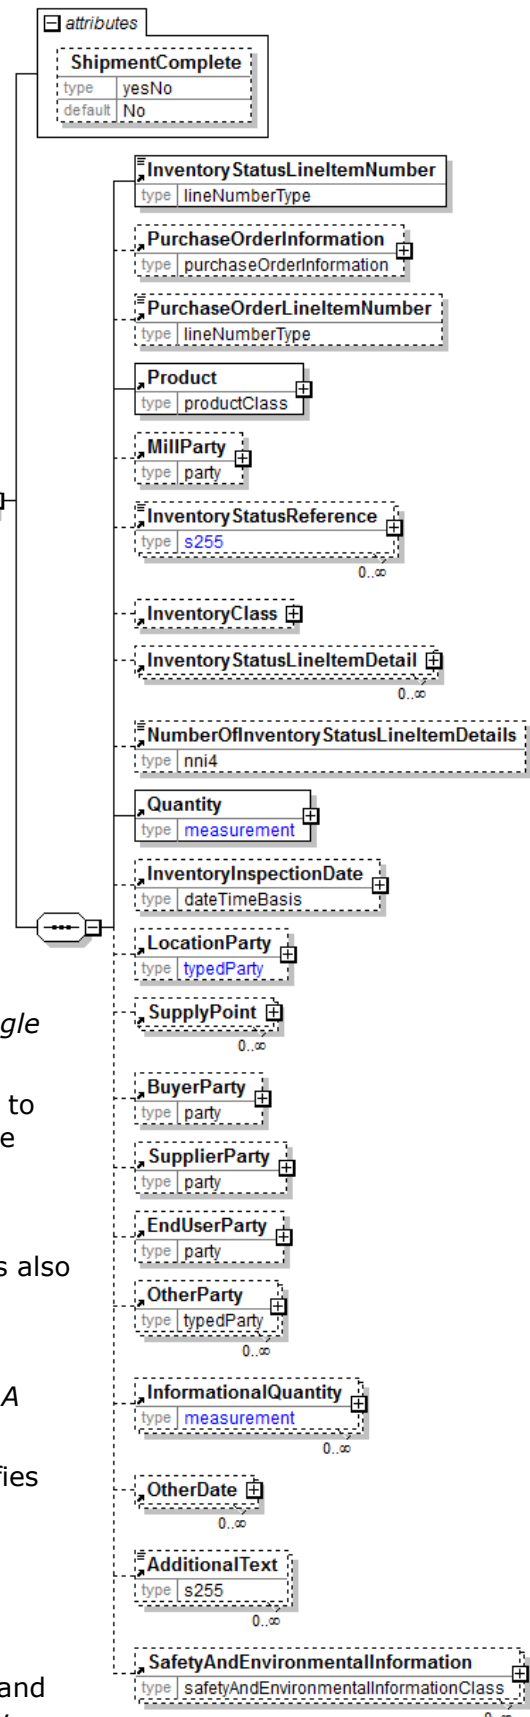 attributes
ShipmentComplete
type yesNo
default No
InventoryStatusLineItemNumber
type lineNumberType
PurchaseOrderInformation
type purchaseOrderInformation
PurchaseOrderLineItemNumber
type lineNumberType
Product
type productClass
MillParty
type party
InventoryStatusReference
type s255
0..∞
InventoryClass
InventoryStatusLineItemDetail
0..∞
NumberOfInventoryStatusLineItemDetails
type nni4
Quantity
type measurement
InventoryInspectionDate
type dateTimeBasis
LocationParty
type typedParty
SupplyPoint
gle
0..∞
BuyerParty
to
type party
e
SupplierParty
type party
EndUserParty
type party
s also
OtherParty
type typedParty
0..∞
InformationalQuantity
A
type measurement
0..∞
fies
OtherDate
0..∞
AdditionalText
type s255
0..∞
SafetyAndEnvironmentalInformation
and
type safetyAndEnvironmentalInformationClass